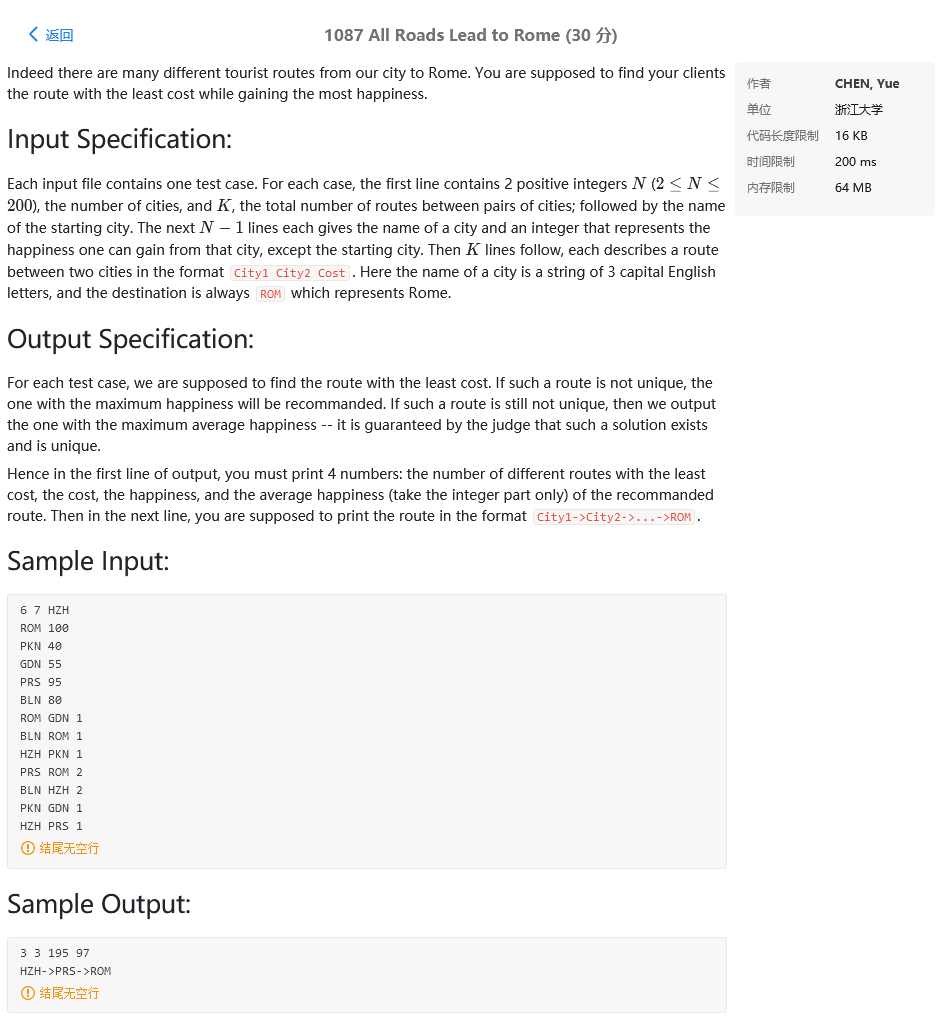 返回
1087 All Roads Lead to Rome (30 分)
Indeed there are many different tourist routes from our city to Rome. You are supposed to find your clients
the route with the least cost while gaining the most happiness.
作者 CHEN, Yue
单位 浙江大学
代码长度限制 16 KB
时间限制 200 ms
内存限制 64 MB
Input Specification:
Each input file contains one test case. For each case, the first line contains 2 positive integers N (2 ≤ N ≤
200), the number of cities, and K, the total number of routes between pairs of cities; followed by the name
of the starting city. The next N − 1 lines each gives the name of a city and an integer that represents the
happiness one can gain from that city, except the starting city. Then K lines follow, each describes a route
between two cities in the format City1 City2 Cost. Here the name of a city is a string of 3 capital English
letters, and the destination is always ROM which represents Rome.
Output Specification:
For each test case, we are supposed to find the route with the least cost. If such a route is not unique, the
one with the maximum happiness will be recommanded. If such a route is still not unique, then we output
the one with the maximum average happiness -- it is guaranteed by the judge that such a solution exists
and is unique.
Hence in the first line of output, you must print 4 numbers: the number of different routes with the least
cost, the cost, the happiness, and the average happiness (take the integer part only) of the recommanded
route. Then in the next line, you are supposed to print the route in the format City1->City2->...->ROM.
Sample Input:
6 7 HZH
ROM 100
PKN 40
GDN 55
PRS 95
BLN 80
ROM GDN 1
BLN ROM 1
HZH PKN 1
PRS ROM 2
BLN HZH 2
PKN GDN 1
HZH PRS 1
结尾无空行
Sample Output:
3 3 195 97
HZH->PRS->ROM
结尾无空行